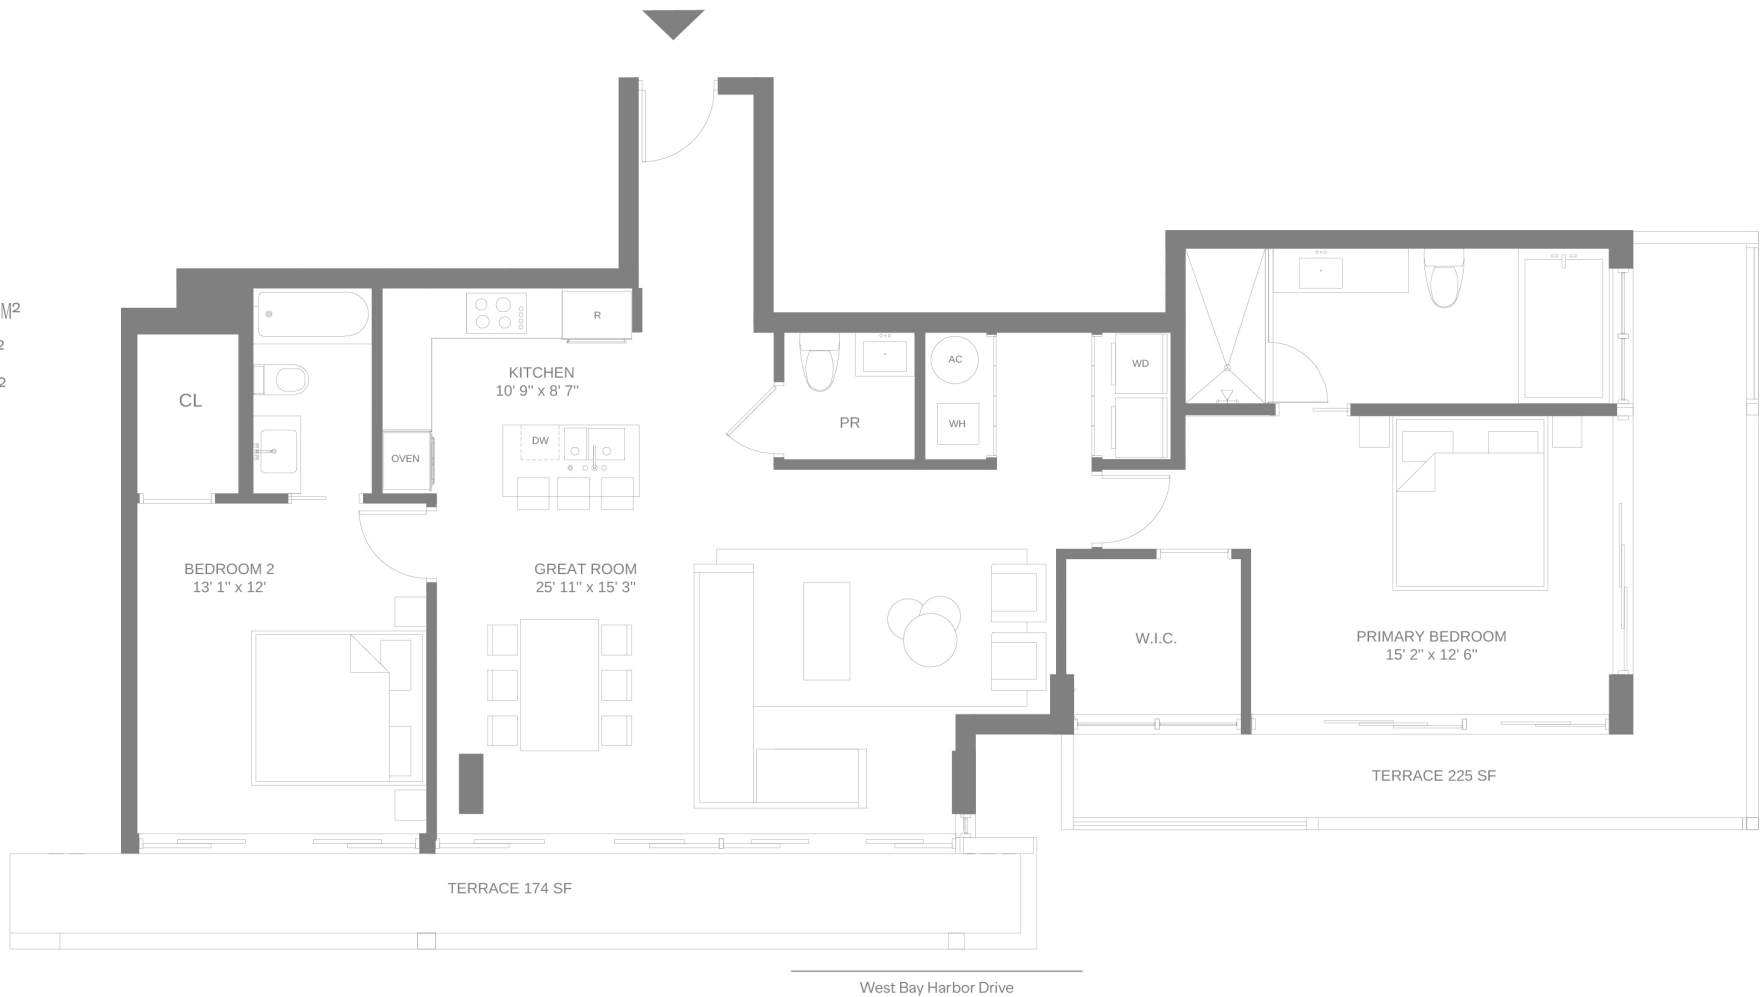 M²
²
²
R
AC
WD
KITCHEN
10' 9" x 8' 7"
CL
PR
WH
DW
OVEN
BEDROOM 2
13' 1" x 12'
GREAT ROOM
25' 11" x 15' 3"
W.I.C.
PRIMARY BEDROOM
15' 2" x 12' 6"
TERRACE 225 SF
TERRACE 174 SF
West Bay Harbor Drive